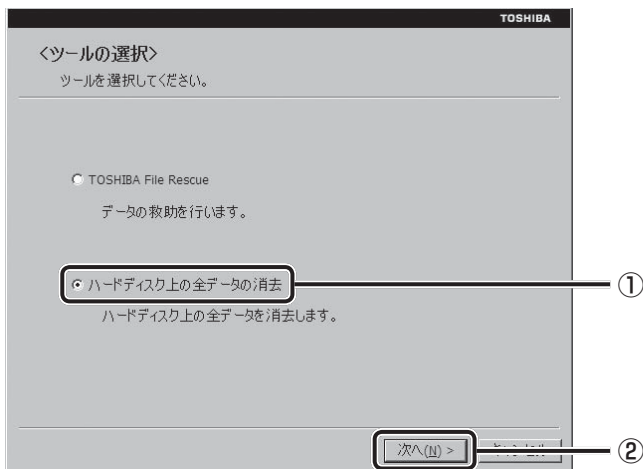 TOSHIBA
<ツールの選択>
ツールを選択してください。
TOSHIBA File Rescue
データの救助を行います。
ハードディスク上の全データの消去
①
ハードディスク上の全データを消去します。
次へ(N) >
②